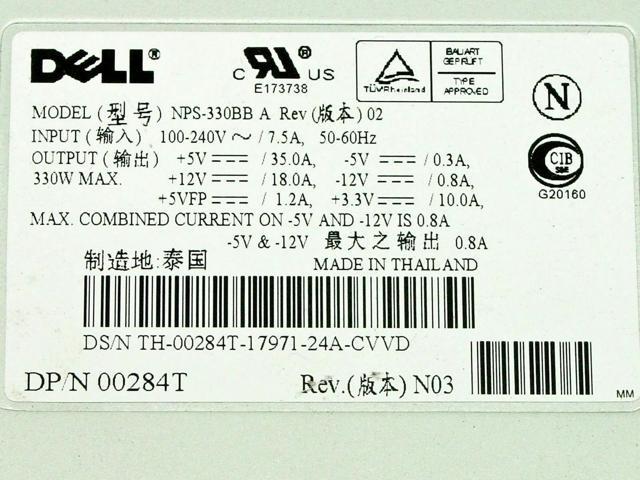 DELL®
C RU® US
E173738
TÜVRheinland
BAUART
GEPRÜFT
TYPE
APPROVED
N
MODEL (型号) NPS-330BB A Rev (版本) 02
INPUT (输入) 100-240V ～ / 7.5A, 50-60Hz
OUTPUT (输出) +5V ⎓ / 35.0A, -5V ⎓ / 0.3A,
330W MAX. +12V ⎓ / 18.0A, -12V ⎓ / 0.8A,
+5VFP ⎓ / 1.2A, +3.3V ⎓ / 10.0A,
CIB
G20160
MAX. COMBINED CURRENT ON -5V AND -12V IS 0.8A
-5V & -12V 最大之输出 0.8A
制造地:泰国 MADE IN THAILAND
DS/N TH-00284T-17971-24A-CVVD
DP/N 00284T Rev.(版本) N03
MM